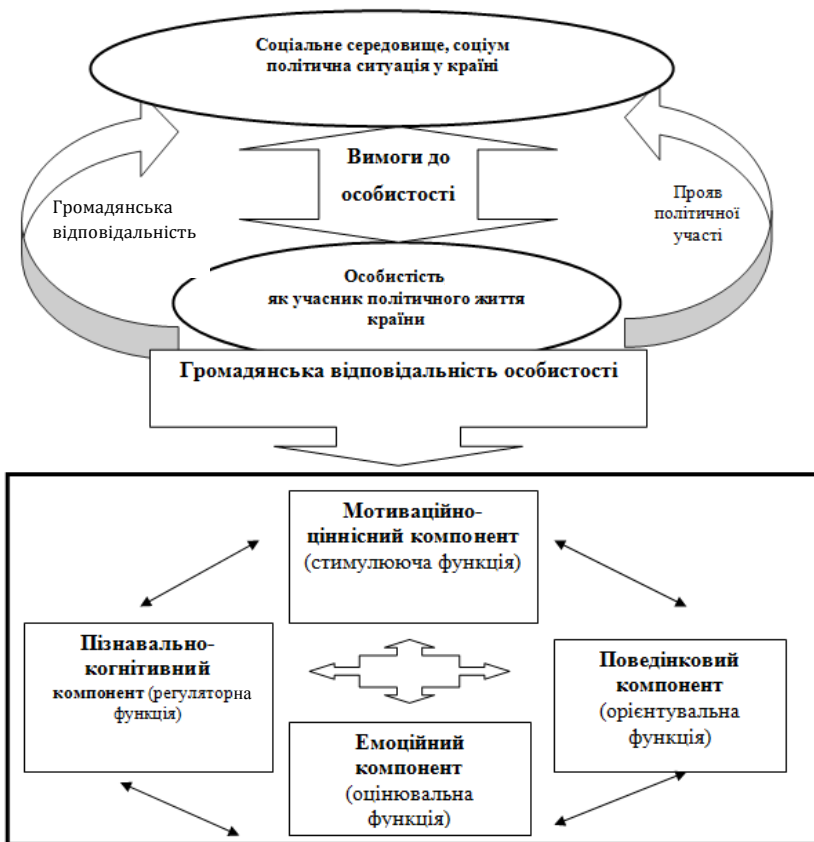 Соціальне середовище, соціум
політична ситуація у країні
Вимоги до
особистості
Громадянська
відповідальність
Прояв
політичної
участі
Особистість
як учасник політичного життя
країни
Громадянська відповідальність особистості
Мотиваційно-
ціннісний компонент
(стимулююча функція)
Пізнавально-
когнітивний
компонент (регуляторна
функція)
Поведінковий
компонент
(орієнтувальна
функція)
Емоційний
компонент
(оцінювальна
функція)